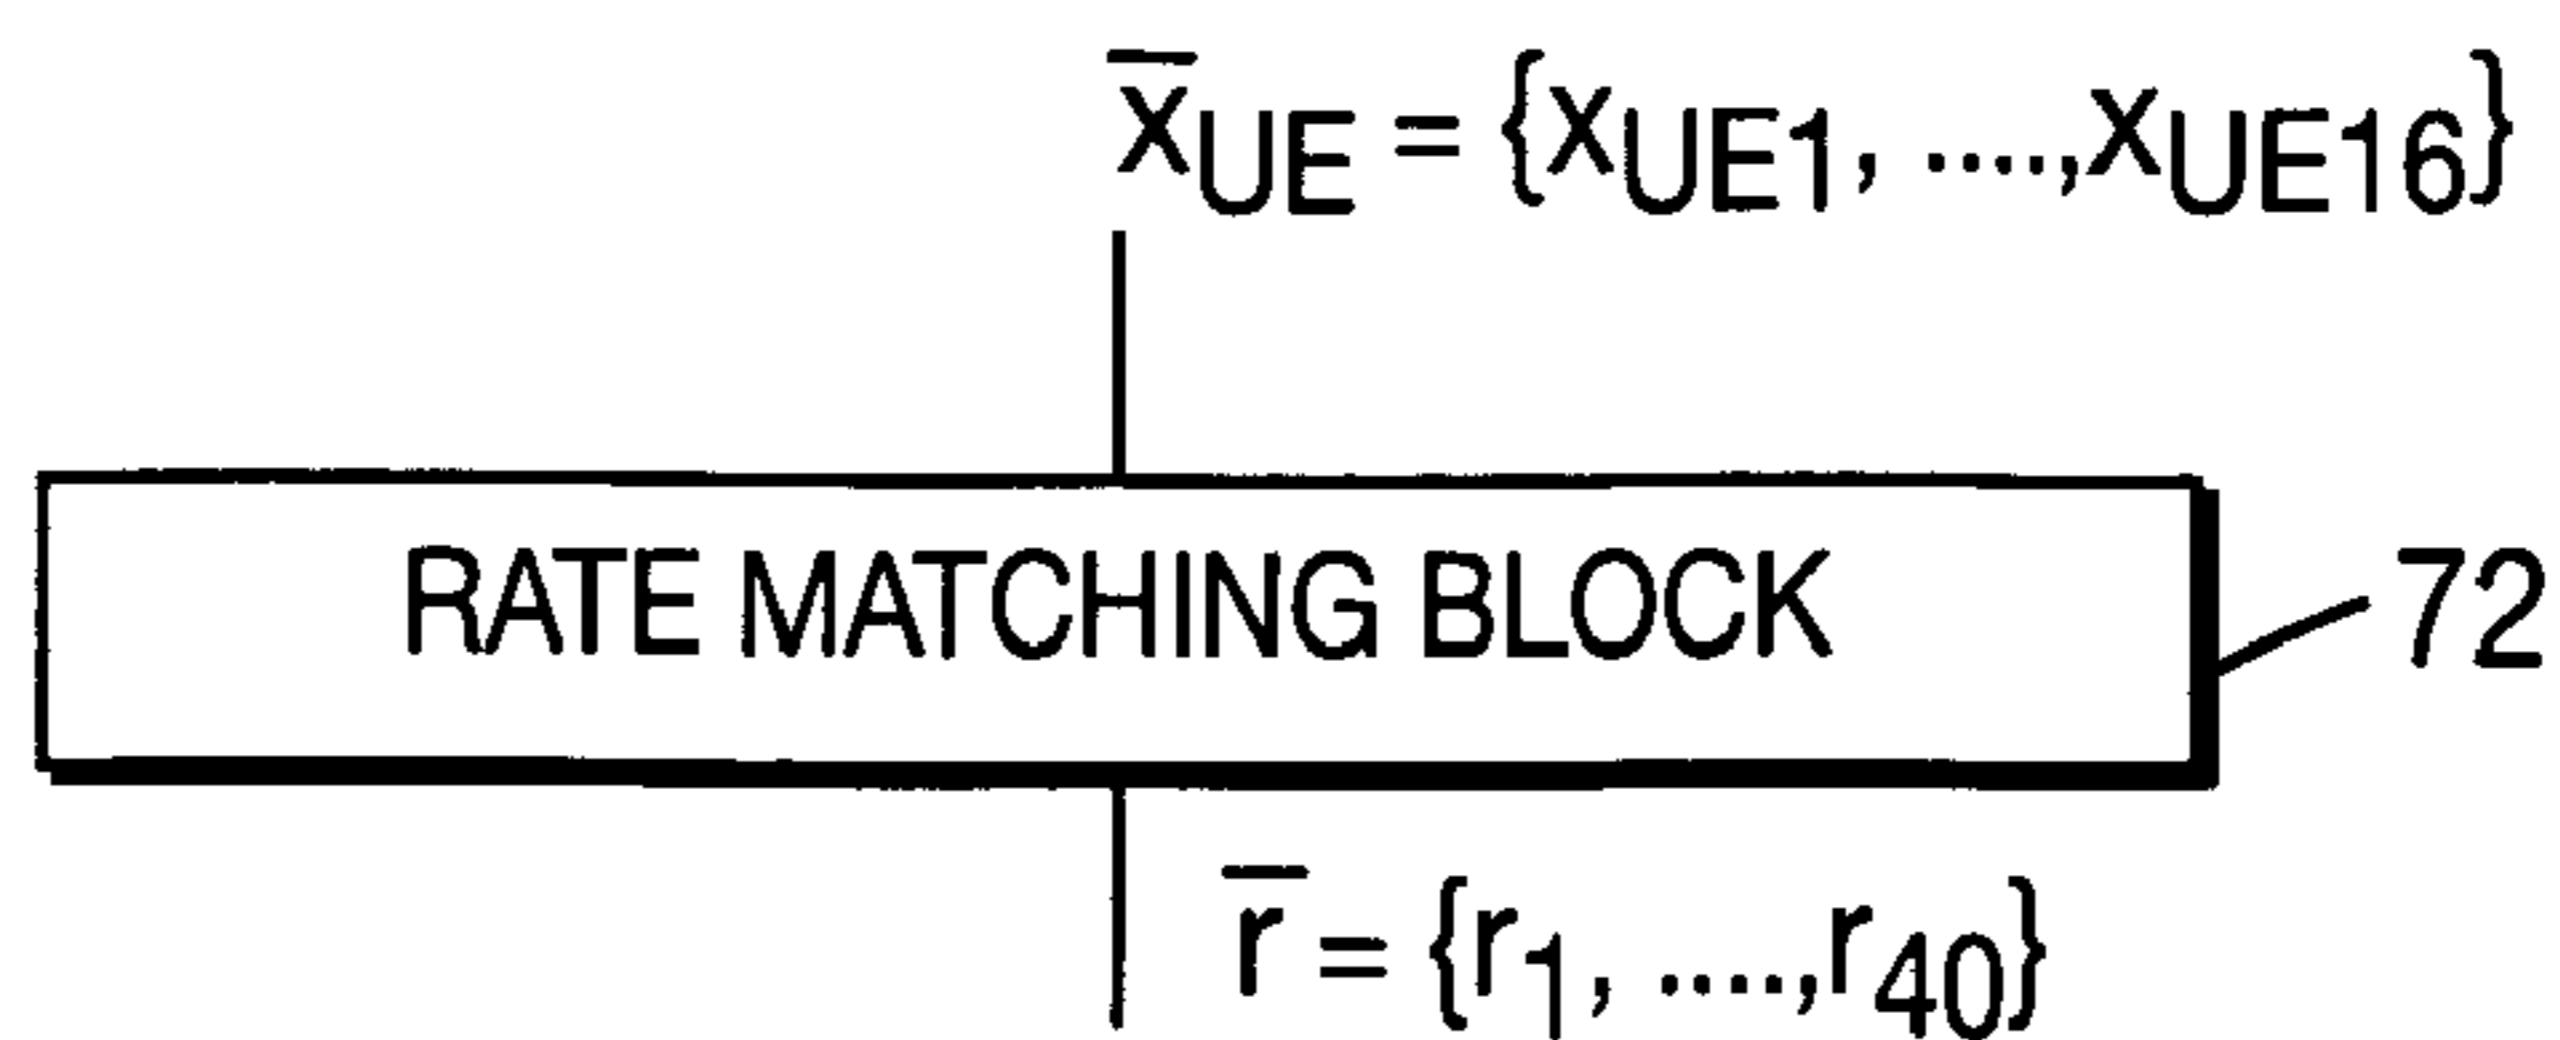 x̄UE = {xUE1, ....,xUE16}
RATE MATCHING BLOCK
72
r̄ = {r1, ....,r40}